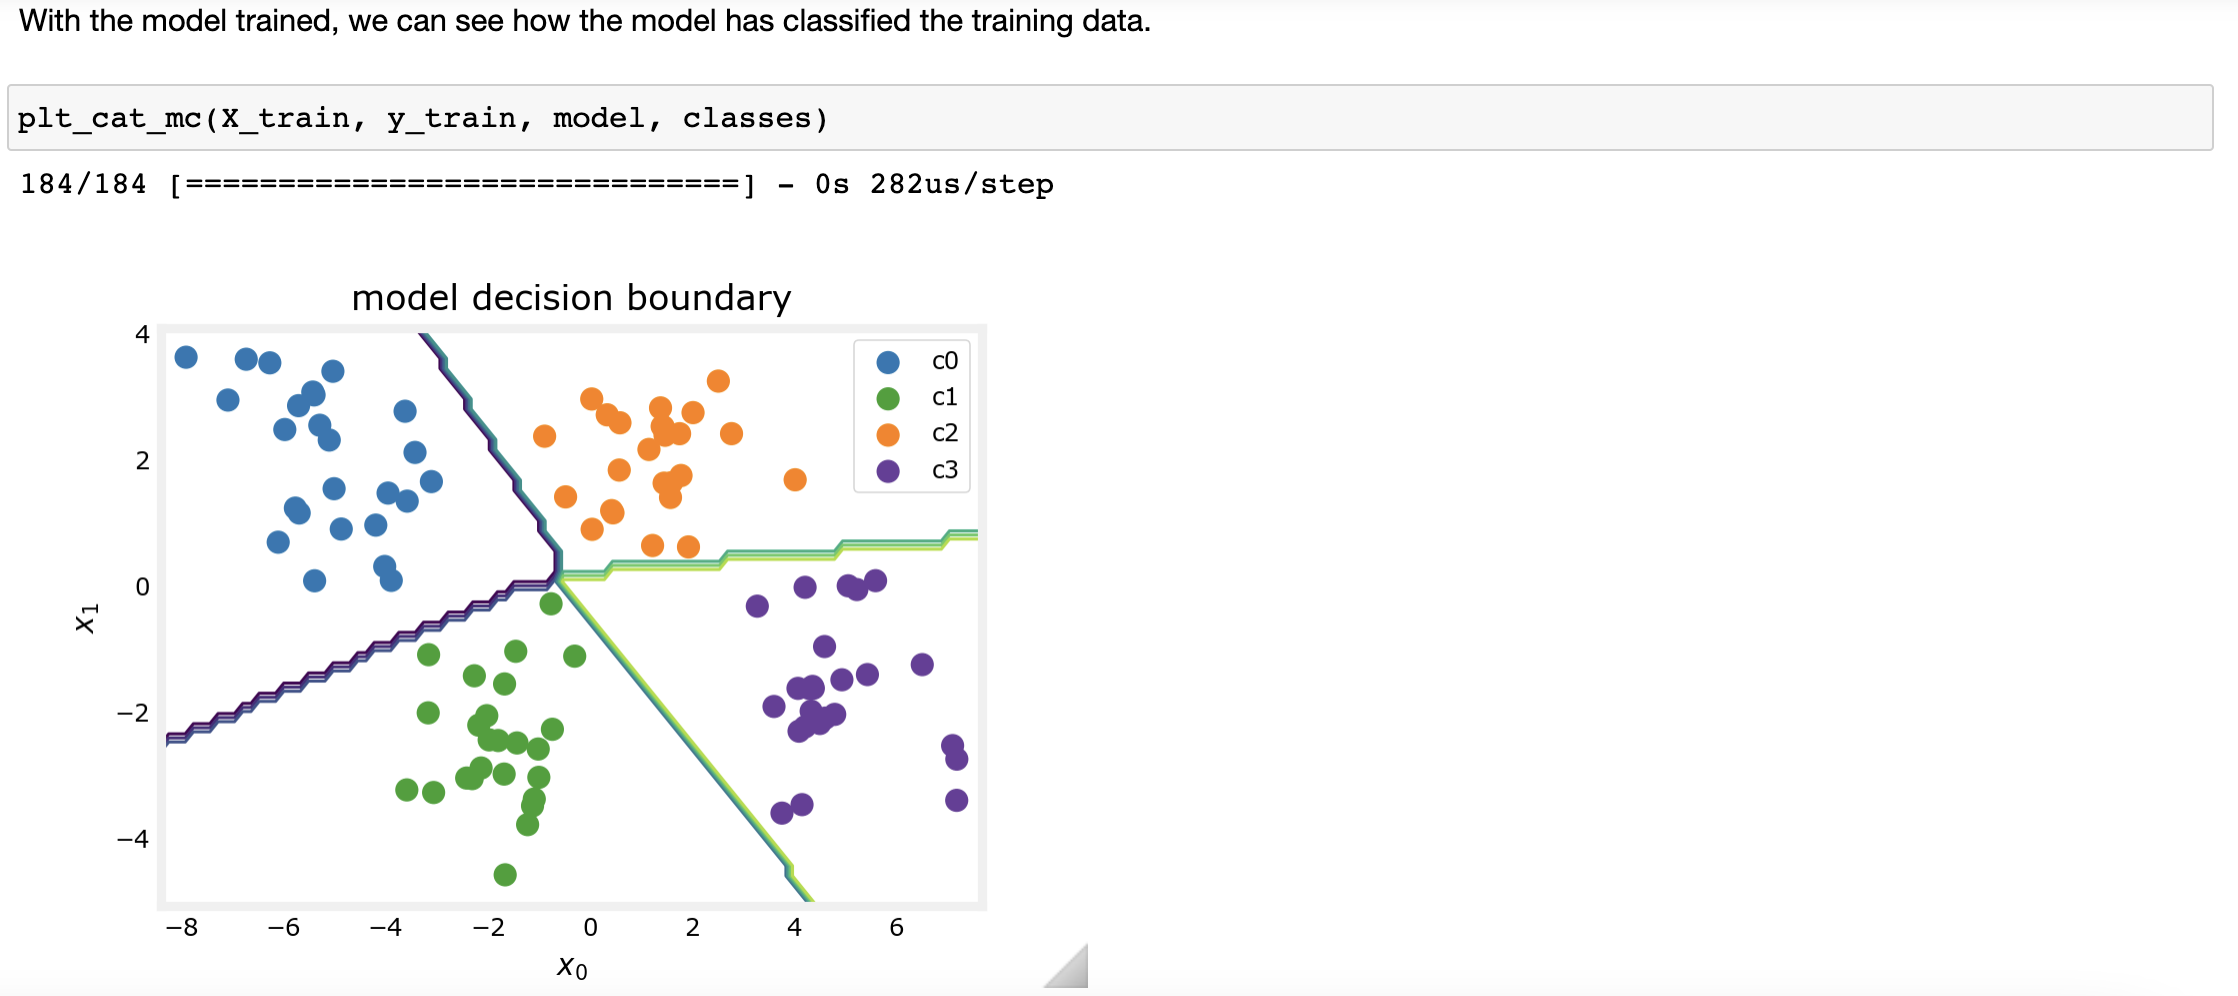 With the model trained, we can see how the model has classified the training data.
plt_cat_mc(X_train, y_train, model, classes)
184/184 [==============================] - 0s 282us/step
model decision boundary
4
2
0
−2
−4
x1
c0
c1
c2
c3
−8 −6 −4 −2 0 2 4 6
x0